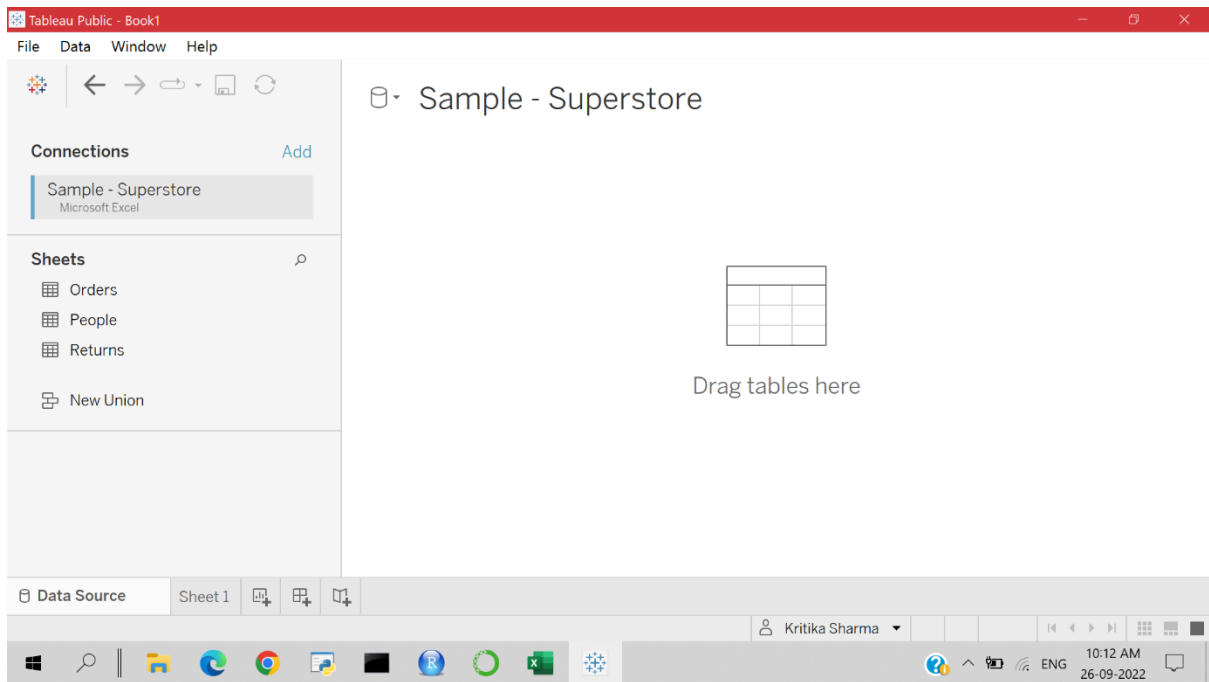 Tableau Public - Book1
File Data Window Help
Sample - Superstore
Connections Add
Sample - Superstore
Microsoft Excel
Sheets
Orders
People
Returns
New Union
Drag tables here
Data Source Sheet 1
Kritika Sharma
R
x
ENG
10:12 AM
26-09-2022